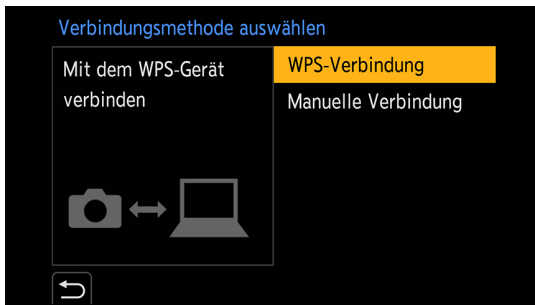 Verbindungsmethode auswählen
Mit dem WPS-Gerät
verbinden
WPS-Verbindung
Manuelle Verbindung